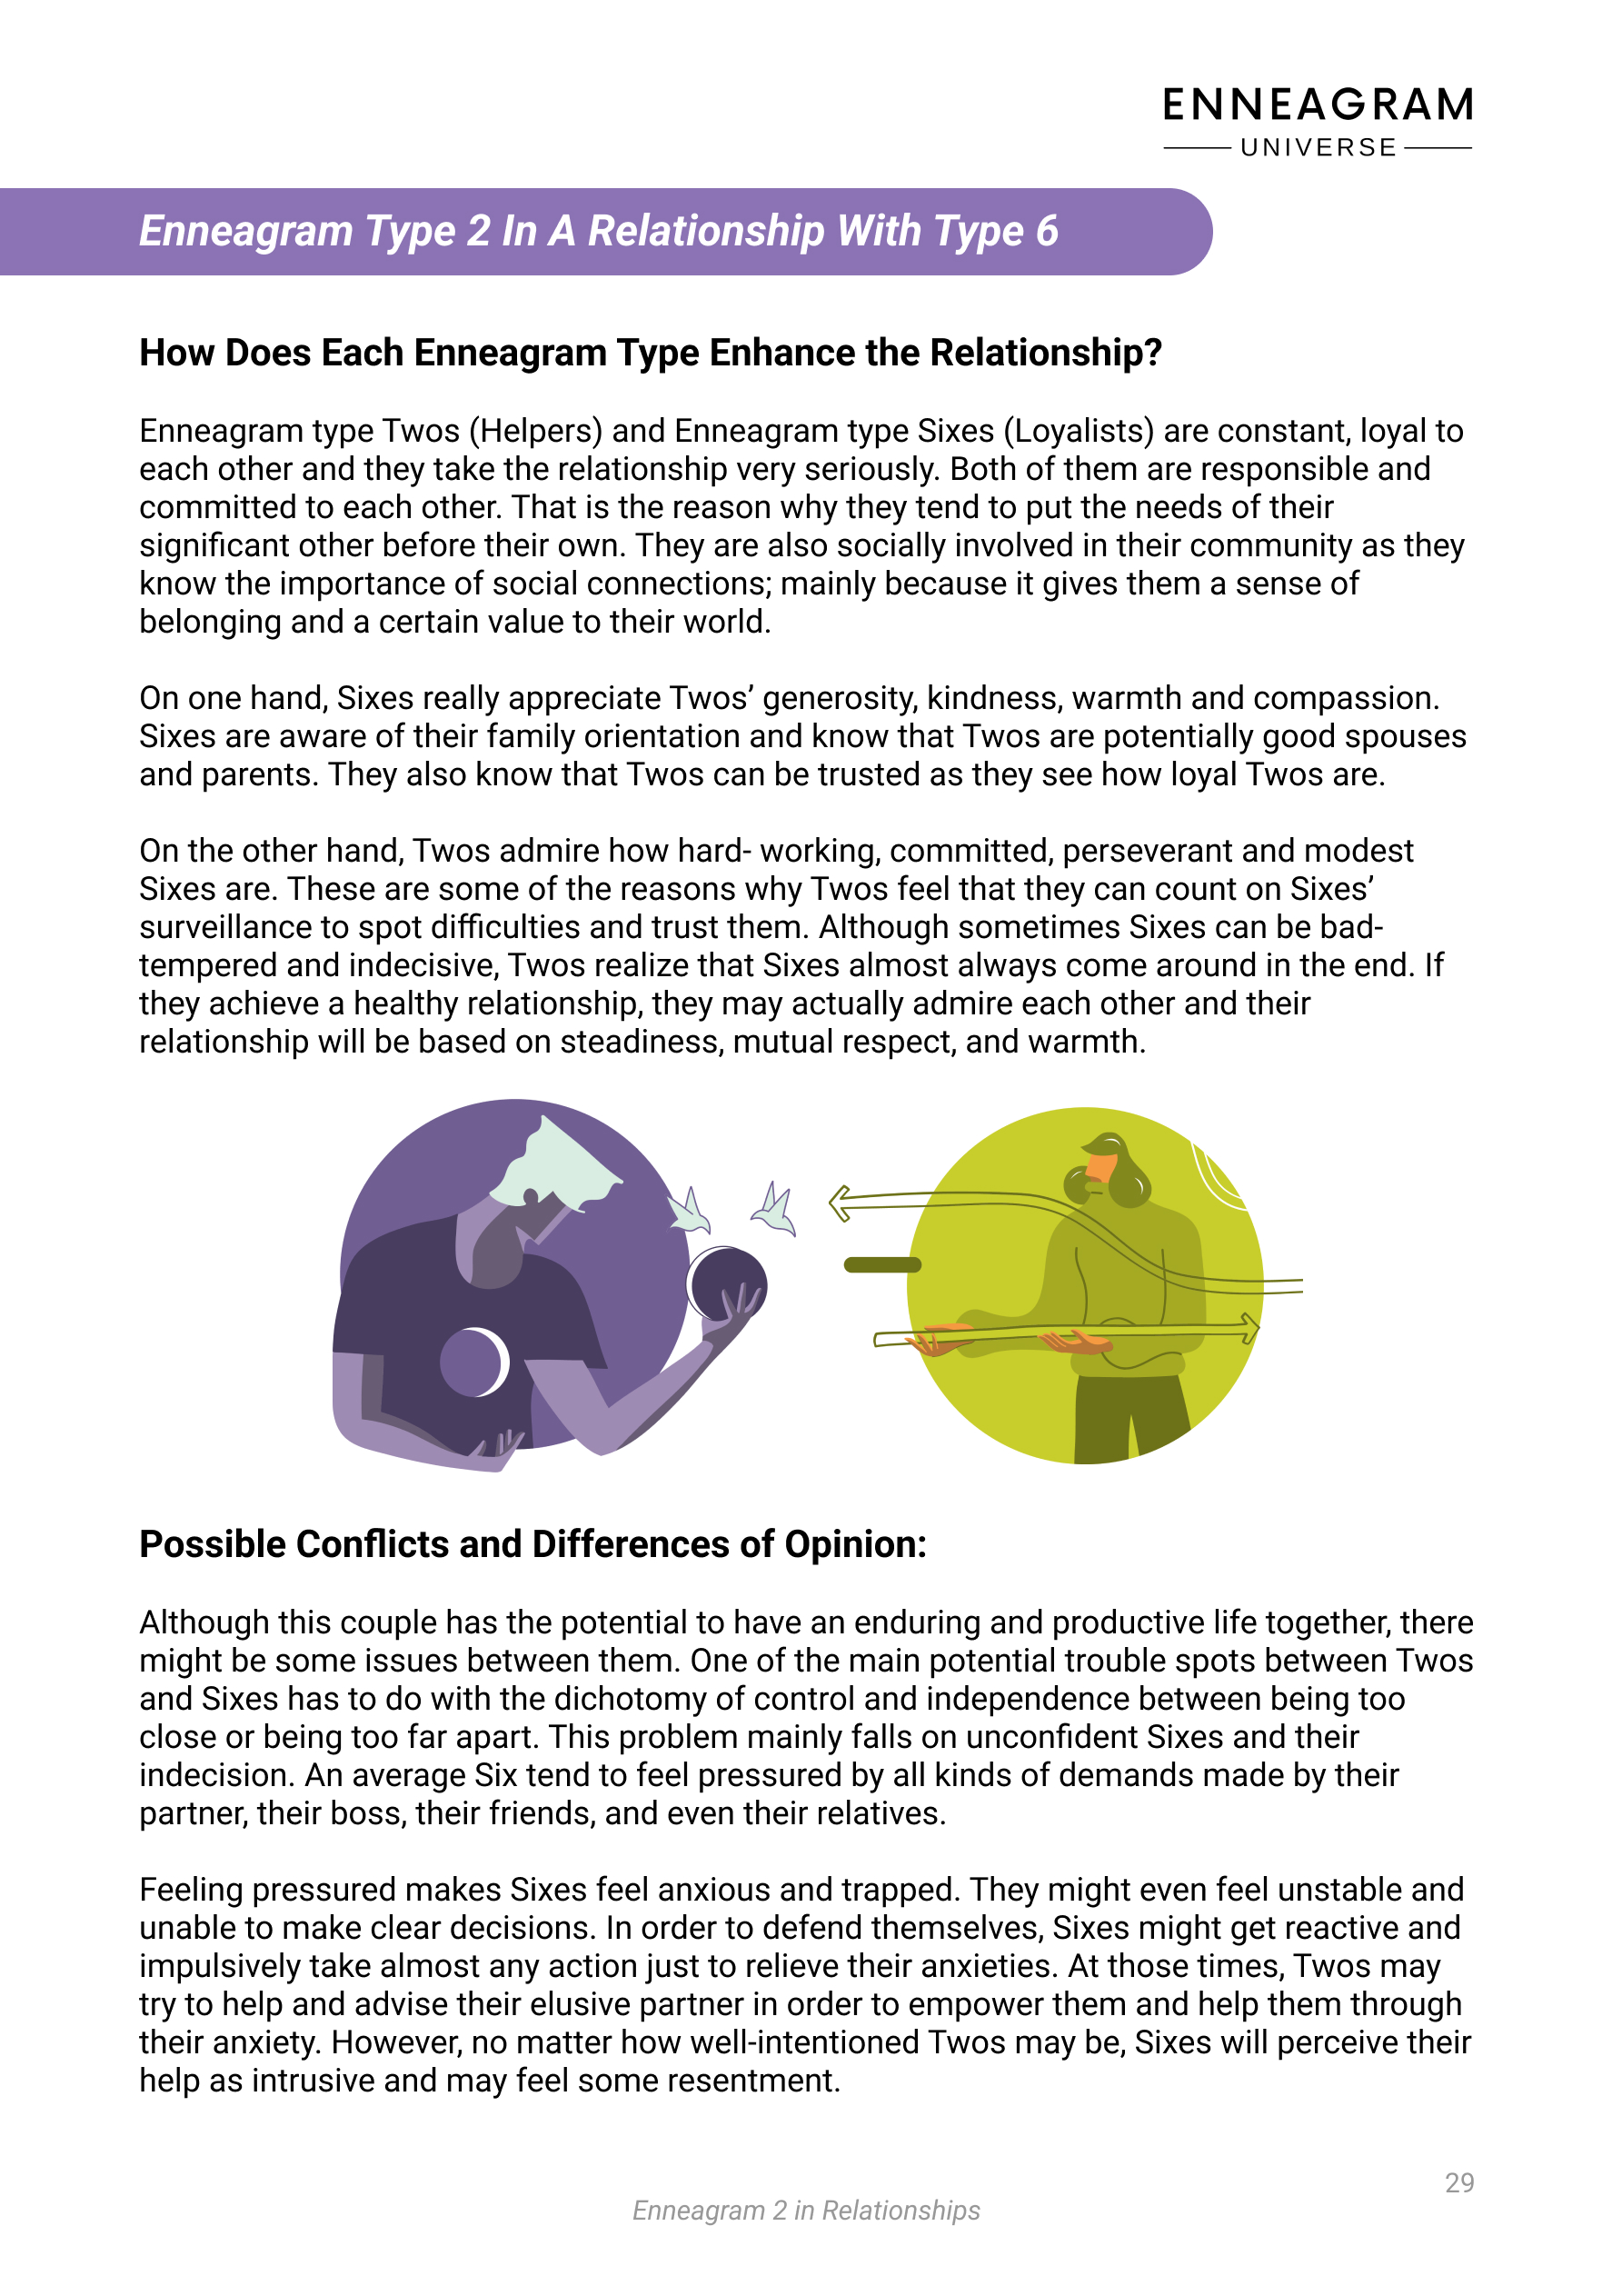 ENNEAGRAM
UNIVERSE
Enneagram Type 2 In A Relationship With Type 6
How Does Each Enneagram Type Enhance the Relationship?
Enneagram type Twos (Helpers) and Enneagram type Sixes (Loyalists) are constant, loyal to
each other and they take the relationship very seriously. Both of them are responsible and
committed to each other. That is the reason why they tend to put the needs of their
significant other before their own. They are also socially involved in their community as they
know the importance of social connections; mainly because it gives them a sense of
belonging and a certain value to their world.
On one hand, Sixes really appreciate Twos’ generosity, kindness, warmth and compassion.
Sixes are aware of their family orientation and know that Twos are potentially good spouses
and parents. They also know that Twos can be trusted as they see how loyal Twos are.
On the other hand, Twos admire how hard- working, committed, perseverant and modest
Sixes are. These are some of the reasons why Twos feel that they can count on Sixes’
surveillance to spot difficulties and trust them. Although sometimes Sixes can be bad-
tempered and indecisive, Twos realize that Sixes almost always come around in the end. If
they achieve a healthy relationship, they may actually admire each other and their
relationship will be based on steadiness, mutual respect, and warmth.
Possible Conflicts and Differences of Opinion:
Although this couple has the potential to have an enduring and productive life together, there
might be some issues between them. One of the main potential trouble spots between Twos
and Sixes has to do with the dichotomy of control and independence between being too
close or being too far apart. This problem mainly falls on unconfident Sixes and their
indecision. An average Six tend to feel pressured by all kinds of demands made by their
partner, their boss, their friends, and even their relatives.
Feeling pressured makes Sixes feel anxious and trapped. They might even feel unstable and
unable to make clear decisions. In order to defend themselves, Sixes might get reactive and
impulsively take almost any action just to relieve their anxieties. At those times, Twos may
try to help and advise their elusive partner in order to empower them and help them through
their anxiety. However, no matter how well-intentioned Twos may be, Sixes will perceive their
help as intrusive and may feel some resentment.
29
Enneagram 2 in Relationships